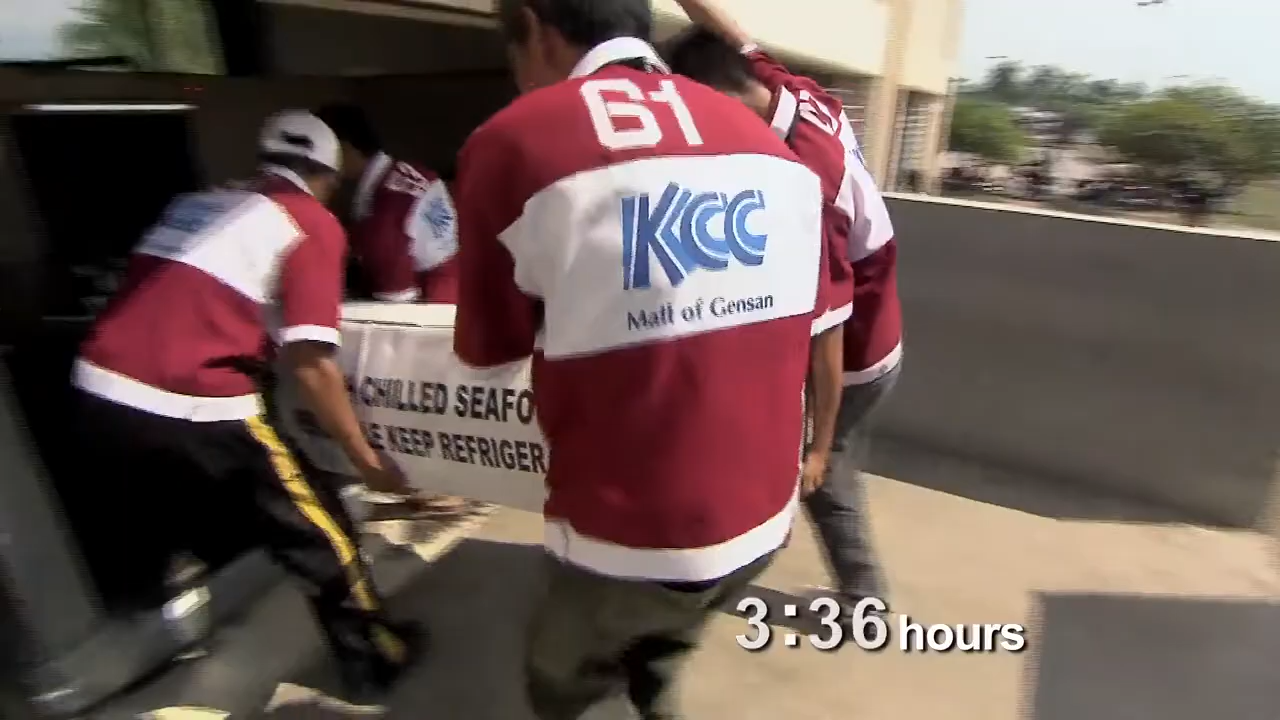 61
KCC
Mall of Gensan
CHILLED SEAFO
KEEP REFRIGER
3:36 hours